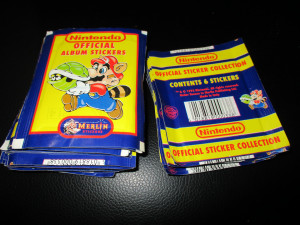 Nintendo
OFFICIAL
ALBUM STICKERS
MERLIN
Nintendo
OFFICIAL STICKER COLLECTION
CONTENTS 6 STICKERS
Nintendo
OFFICIAL STICKER COLLECTION